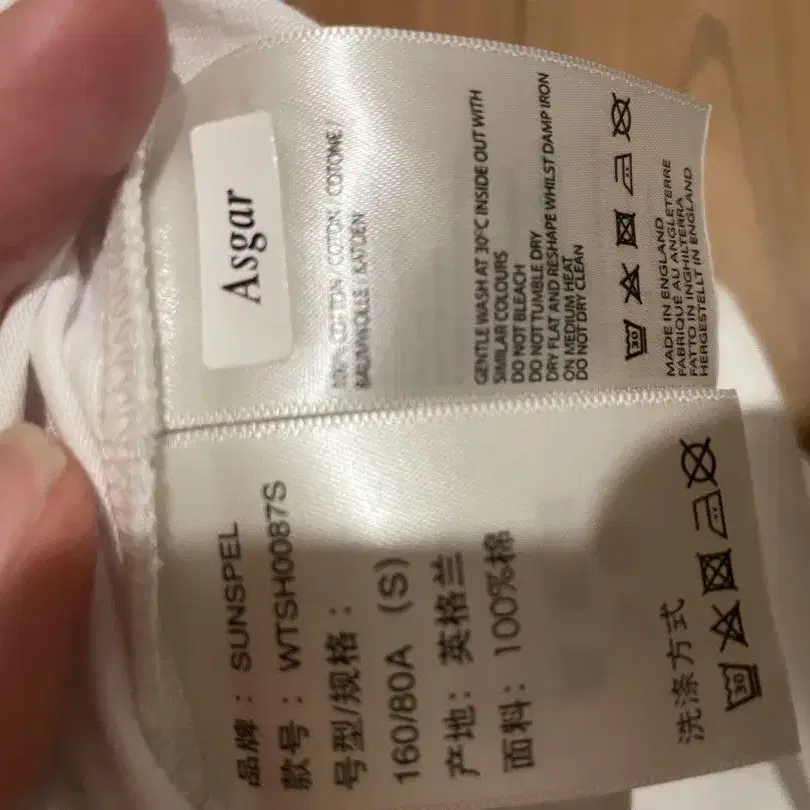 Asgar
100% COTTON / COTON / COTONE /
BAUMWOLLE / KATOEN
GENTLE WASH AT 30°C INSIDE OUT WITH
SIMILAR COLOURS
DO NOT BLEACH
DO NOT TUMBLE DRY
DRY FLAT AND RESHAPE WHILST DAMP IRON
ON MEDIUM HEAT
DO NOT DRY CLEAN
30
MADE IN ENGLAND
FABRIQUÉ AU ANGLETERRE
FATTO IN INGHILTERRA
HERGESTELLT IN ENGLAND
品牌：SUNSPEL
款号：WTSH0087S
号型/规格：
160/80A (S)
产地：英格兰
面料：100%棉
洗涤方式
30